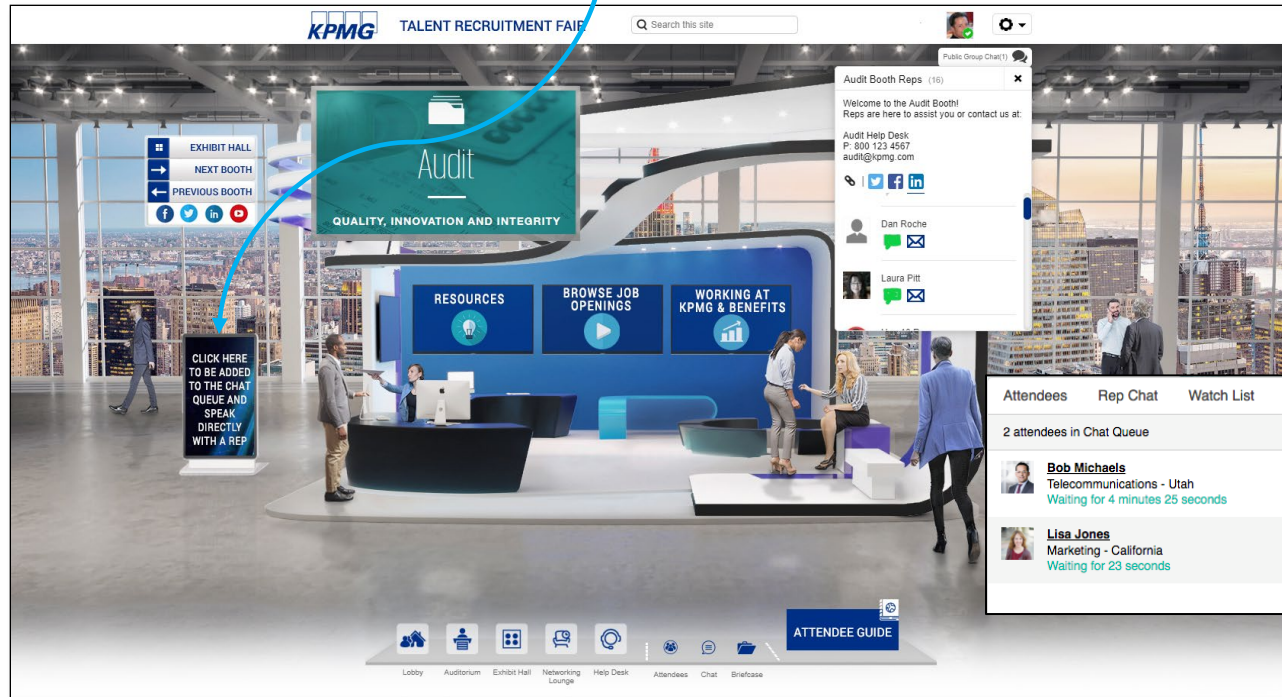 KPMG
TALENT RECRUITMENT FAIR
Search this site
Public Group Chat(1)
Audit Booth Reps (16)
Welcome to the Audit Booth!
Reps are here to assist you or contact us at:
Audit Help Desk
P: 800 123 4567
audit@kpmg.com
Dan Roche
Laura Pitt
EXHIBIT HALL
NEXT BOOTH
PREVIOUS BOOTH
Audit
QUALITY, INNOVATION AND INTEGRITY
RESOURCES
BROWSE JOB
OPENINGS
WORKING AT
KPMG & BENEFITS
CLICK HERE
TO BE ADDED
TO THE CHAT
QUEUE AND
SPEAK
DIRECTLY
WITH A REP
Attendees Rep Chat Watch List
2 attendees in Chat Queue
Bob Michaels
Telecommunications - Utah
Waiting for 4 minutes 25 seconds
Lisa Jones
Marketing - California
Waiting for 23 seconds
ATTENDEE GUIDE
Lobby
Auditorium
Exhibit Hall
Networking
Lounge
Help Desk
Attendees
Chat
Briefcase